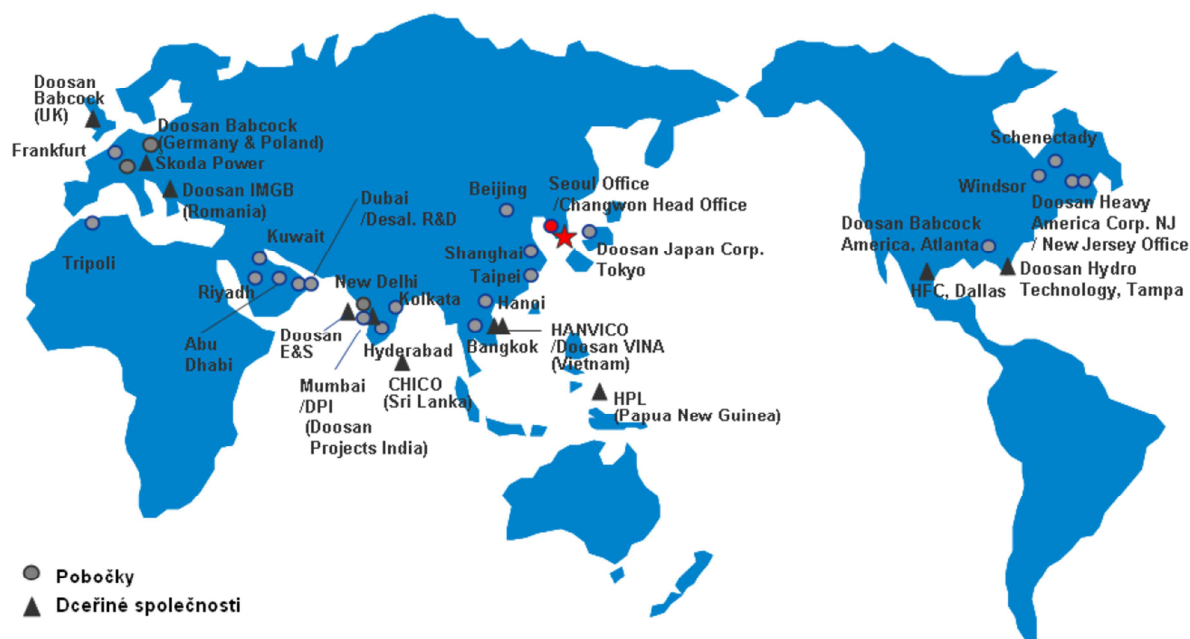 Doosan
Babcock
(UK)
Doosan Babcock
(Germany & Poland)
Frankfurt
Škoda Power
Doosan IMGB
(Romania)
Tripoli
Kuwait
Riyadh
Abu
Dhabi
Dubai
/Desal. R&D
New Delhi
Kolkata
Doosan
E&S
Hyderabad
Mumbai
/DPI
(Doosan
Projects India)
CHICO
(Sri Lanka)
Beijing
Seoul Office
/Changwon Head Office
Shanghai
Taipei
Doosan Japan Corp.
Tokyo
Hanoi
Bangkok
HANVICO
/Doosan VINA
(Vietnam)
HPL
(Papua New Guinea)
Schenectady
Windsor
Doosan Heavy
America Corp. NJ
/ New Jersey Office
Doosan Babcock
America, Atlanta
HFC, Dallas
Doosan Hydro
Technology, Tampa
Pobočky
Dceřiné společnosti